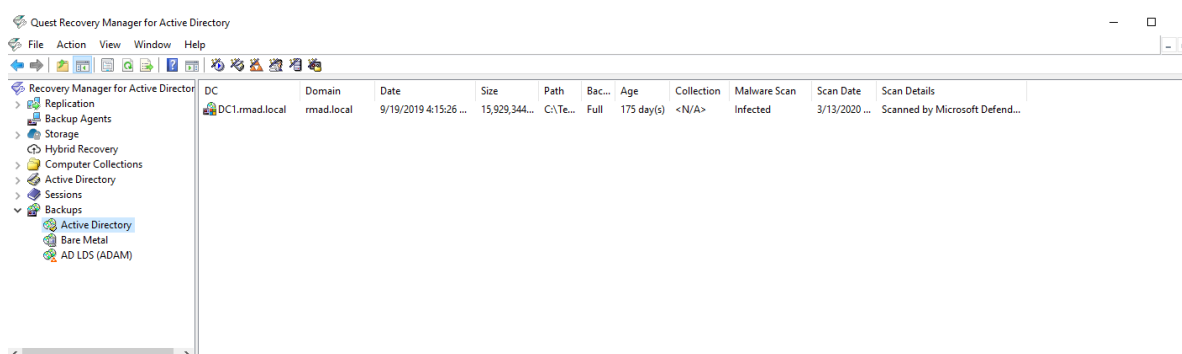 Quest Recovery Manager for Active Directory
File Action View Window Help
Recovery Manager for Active Director
Replication
Backup Agents
Storage
Hybrid Recovery
Computer Collections
Active Directory
Sessions
Backups
Active Directory
Bare Metal
AD LDS (ADAM)
DC Domain Date Size Path Bac... Age Collection Malware Scan Scan Date Scan Details
DC1.rmad.local rmad.local 9/19/2019 4:15:26 ... 15,929,344... C:\Te... Full 175 day(s) <N/A> Infected 3/13/2020 ... Scanned by Microsoft Defend...